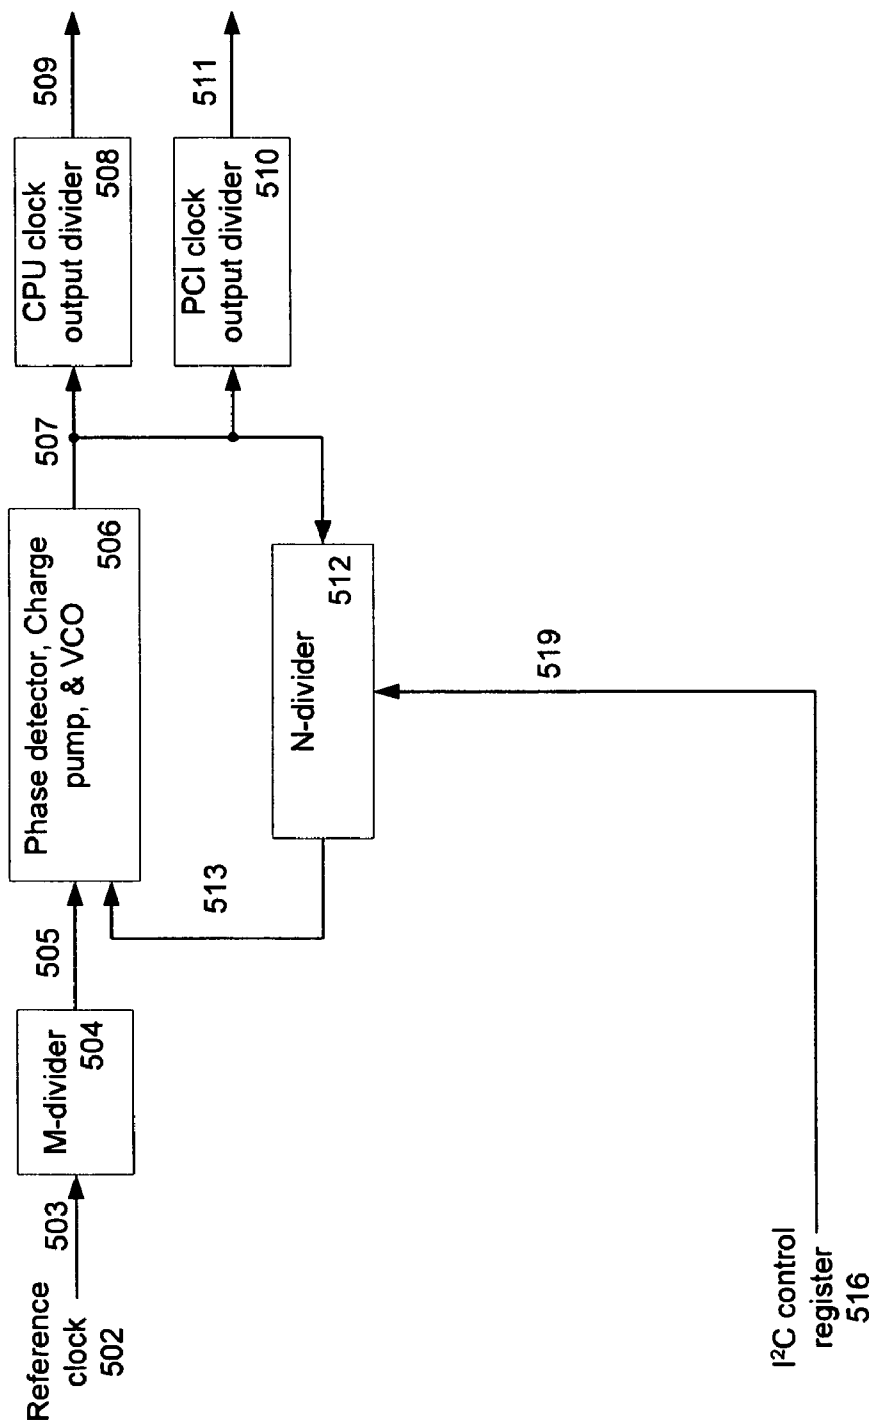 Reference
clock
502
503
M-divider
504
505
Phase detector, Charge
pump, & VCO
506
507
CPU clock
output divider
508
509
PCI clock
output divider
510
511
513
N-divider
512
519
I²C control
register
516